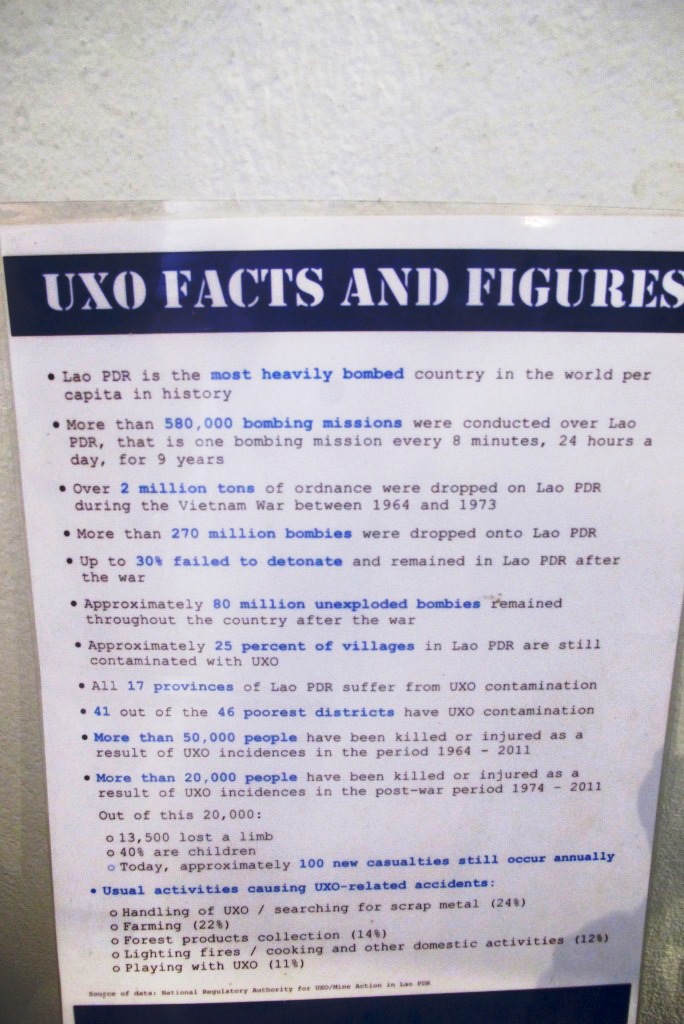 UXO FACTS AND FIGURES
• Lao PDR is the most heavily bombed country in the world per
capita in history
• More than 580,000 bombing missions were conducted over Lao
PDR, that is one bombing mission every 8 minutes, 24 hours a
day, for 9 years
• Over 2 million tons of ordnance were dropped on Lao PDR
during the Vietnam War between 1964 and 1973
• More than 270 million bombies were dropped onto Lao PDR
• Up to 30% failed to detonate and remained in Lao PDR after
the war
• Approximately 80 million unexploded bombies remained
throughout the country after the war
• Approximately 25 percent of villages in Lao PDR are still
contaminated with UXO
• All 17 provinces of Lao PDR suffer from UXO contamination
• 41 out of the 46 poorest districts have UXO contamination
• More than 50,000 people have been killed or injured as a
result of UXO incidences in the period 1964 - 2011
• More than 20,000 people have been killed or injured as a
result of UXO incidences in the post-war period 1974 - 2011
Out of this 20,000:
o 13,500 lost a limb
o 40% are children
o Today, approximately 100 new casualties still occur annually
• Usual activities causing UXO-related accidents:
o Handling of UXO / searching for scrap metal (24%)
o Farming (22%)
o Forest products collection (14%)
o Lighting fires / cooking and other domestic activities (12%)
o Playing with UXO (11%)
Source of data: National Regulatory Authority for UXO/Mine Action in Lao PDR